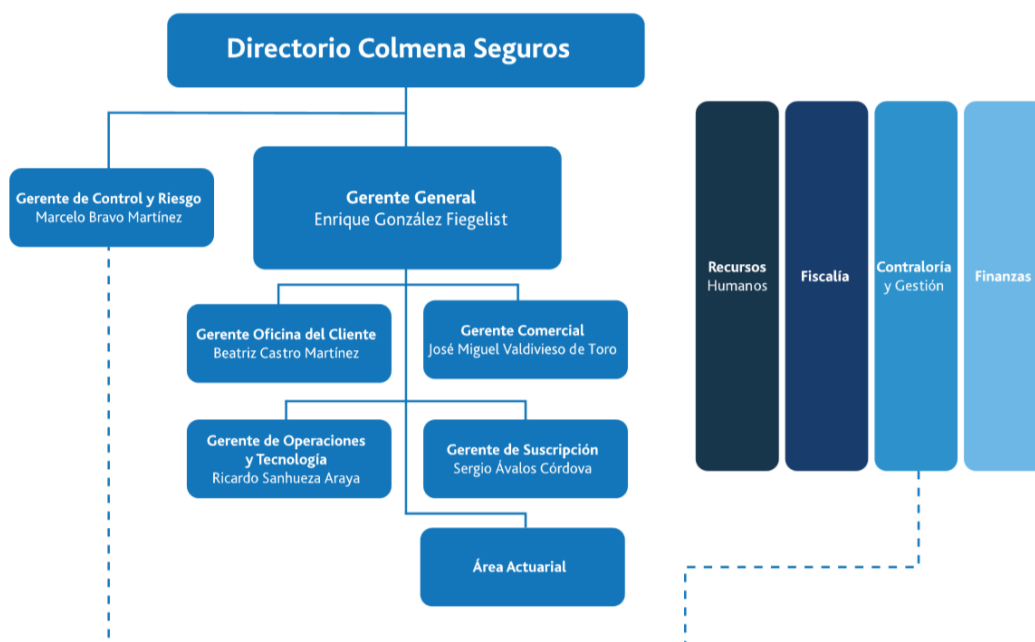 Directorio Colmena Seguros
Gerente de Control y Riesgo
Marcelo Bravo Martínez
Gerente General
Enrique González Fiegelist
Gerente Oficina del Cliente
Beatriz Castro Martínez
Gerente Comercial
José Miguel Valdivieso de Toro
Gerente de Operaciones
y Tecnología
Ricardo Sanhueza Araya
Gerente de Suscripción
Sergio Ávalos Córdova
Área Actuarial
Recursos
Humanos
Fiscalía
Contraloría
y Gestión
Finanzas